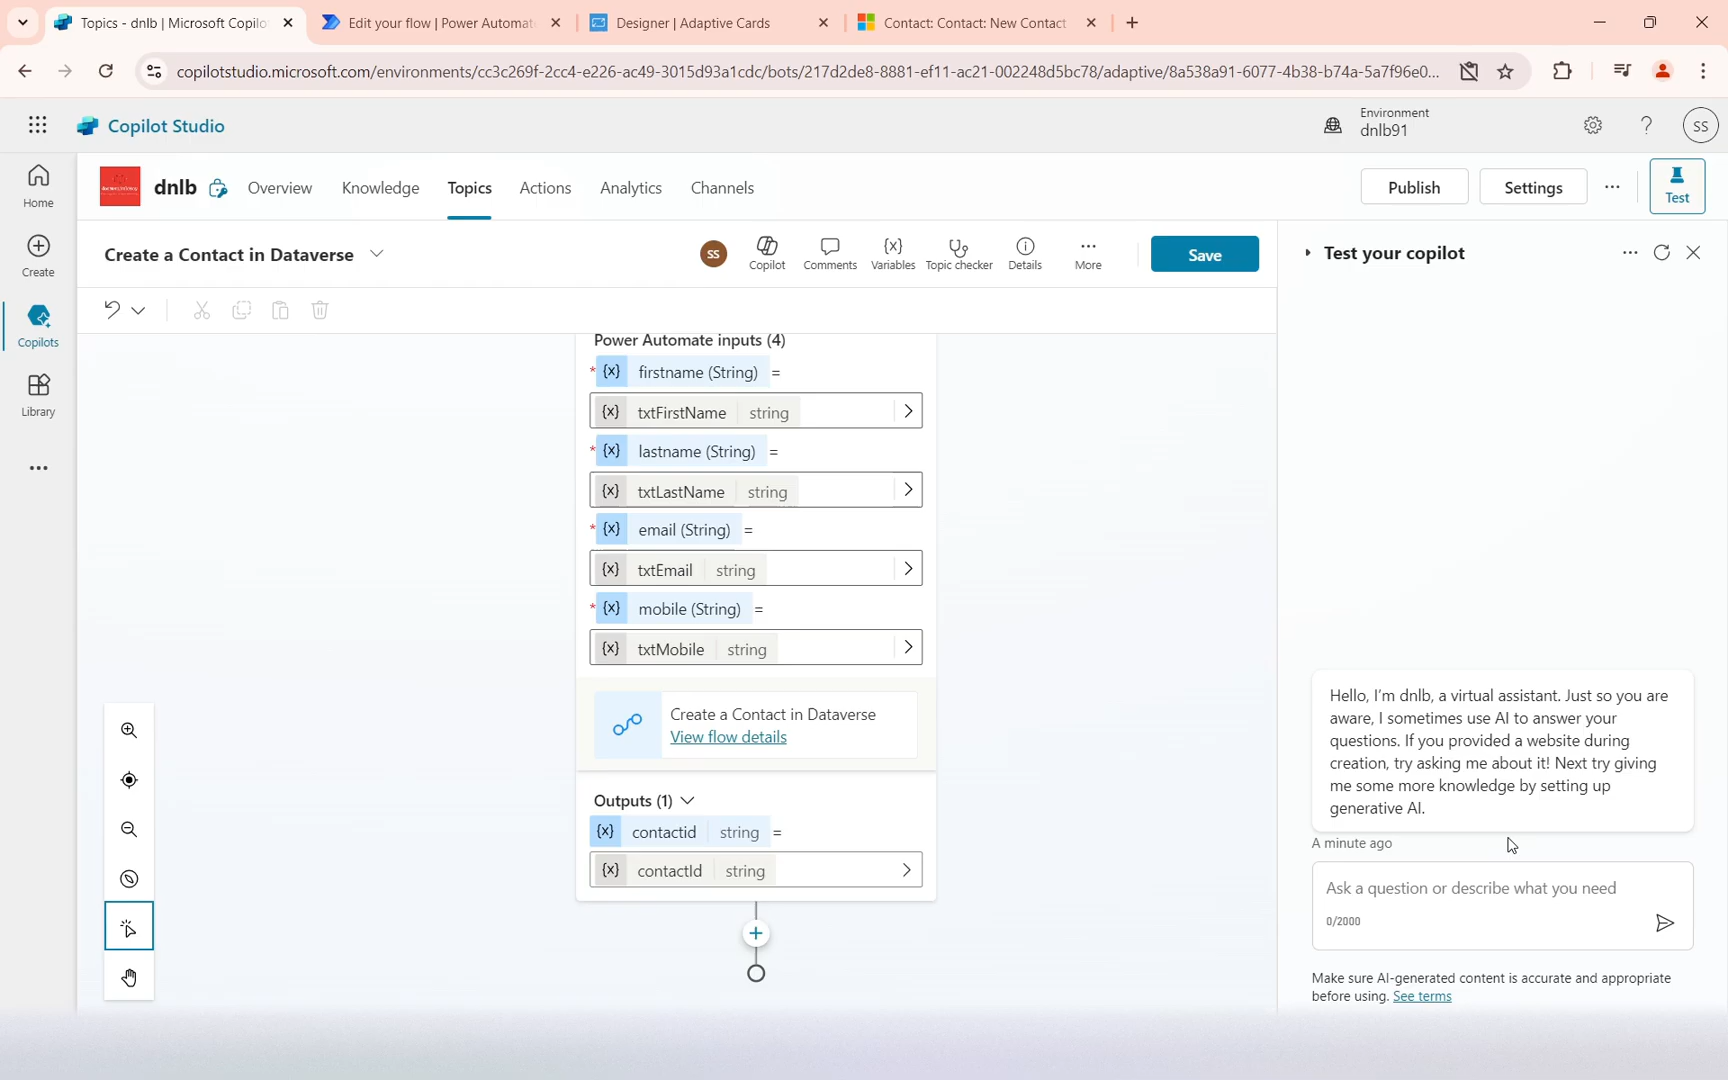 Topics - dnlb | Microsoft Copilo
Edit your flow | Power Automat
Designer | Adaptive Cards
Contact: Contact: New Contact
copilotstudio.microsoft.com/environments/cc3c269f-2cc4-e226-ac49-3015d93a1cdc/bots/217d2de8-8881-ef11-ac21-002248d5bc78/adaptive/8a538a91-6077-4b38-b74a-5a7f96e0...
Copilot Studio
Environment
dnlb91
SS
Home
Create
Copilots
Library
dnlb
Overview
Knowledge
Topics
Actions
Analytics
Channels
Publish
Settings
Test
Create a Contact in Dataverse
SS
Copilot
Comments
Variables
Topic checker
Details
More
Save
Power Automate inputs (4)
* {x} firstname (String) =
{x} txtFirstName string
* {x} lastname (String) =
{x} txtLastName string
* {x} email (String) =
{x} txtEmail string
* {x} mobile (String) =
{x} txtMobile string
Create a Contact in Dataverse
View flow details
Outputs (1)
{x} contactid string =
{x} contactId string
Test your copilot
Hello, I'm dnlb, a virtual assistant. Just so you are
aware, I sometimes use AI to answer your
questions. If you provided a website during
creation, try asking me about it! Next try giving
me some more knowledge by setting up
generative AI.
A minute ago
Ask a question or describe what you need
0/2000
Make sure AI-generated content is accurate and appropriate
before using. See terms